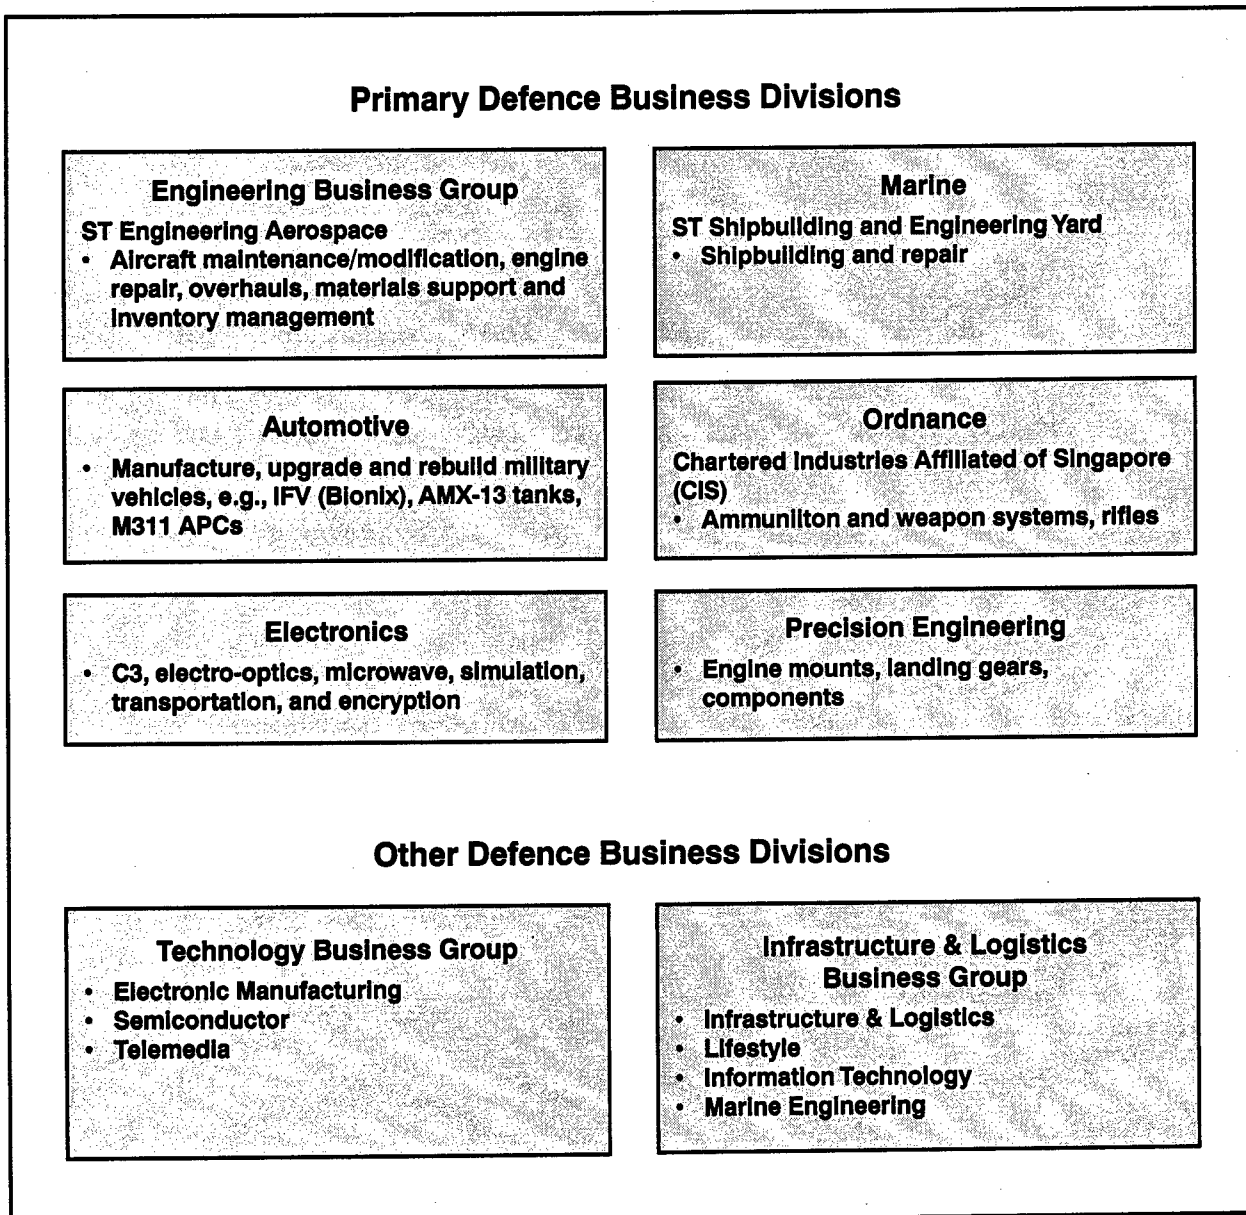 Primary Defence Business Divisions
Engineering Business Group
ST Engineering Aerospace
• Aircraft maintenance/modification, engine
repair, overhauls, materials support and
inventory management
Marine
ST Shipbuilding and Engineering Yard
• Shipbuilding and repair
Automotive
• Manufacture, upgrade and rebuild military
vehicles, e.g., IFV (Bionix), AMX-13 tanks,
M311 APCs
Ordnance
Chartered Industries Affiliated of Singapore
(CIS)
• Ammuniiton and weapon systems, rifles
Electronics
• C3, electro-optics, microwave, simulation,
transportation, and encryption
Precision Engineering
• Engine mounts, landing gears,
components
Other Defence Business Divisions
Technology Business Group
• Electronic Manufacturing
• Semiconductor
• Telemedia
Infrastructure & Logistics
Business Group
• Infrastructure & Logistics
• Lifestyle
• Information Technology
• Marine Engineering